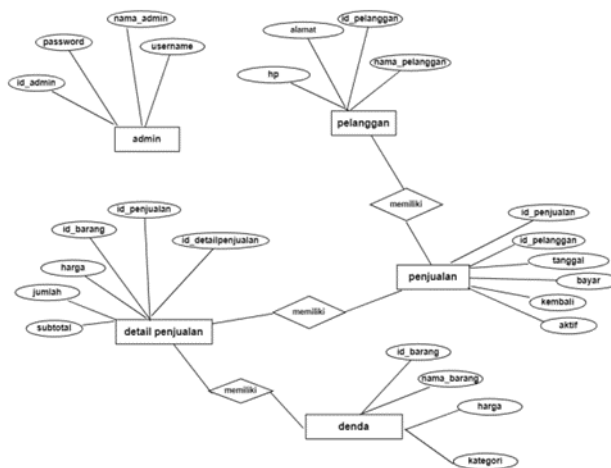 nama_admin
password
username
id_admin
admin
id_pelanggan
alamat
nama_pelanggan
hp
pelanggan
memiliki
id_penjualan
id_barang
id_detailpenjualan
harga
jumlah
subtotal
detail penjualan
memiliki
id_penjualan
id_pelanggan
tanggal
bayar
kembali
aktif
penjualan
memiliki
id_barang
nama_barang
harga
kategori
denda